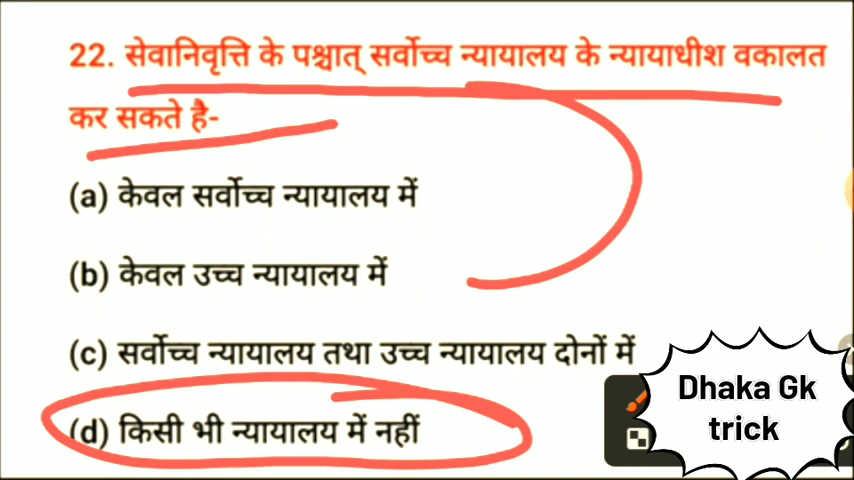 22. सेवानिवृत्ति के पश्चात् सर्वोच्च न्यायालय के न्यायाधीश वकालत
कर सकते है-
(a) केवल सर्वोच्च न्यायालय में
(b) केवल उच्च न्यायालय में
(c) सर्वोच्च न्यायालय तथा उच्च न्यायालय दोनों में
(d) किसी भी न्यायालय में नहीं
Dhaka Gk
trick